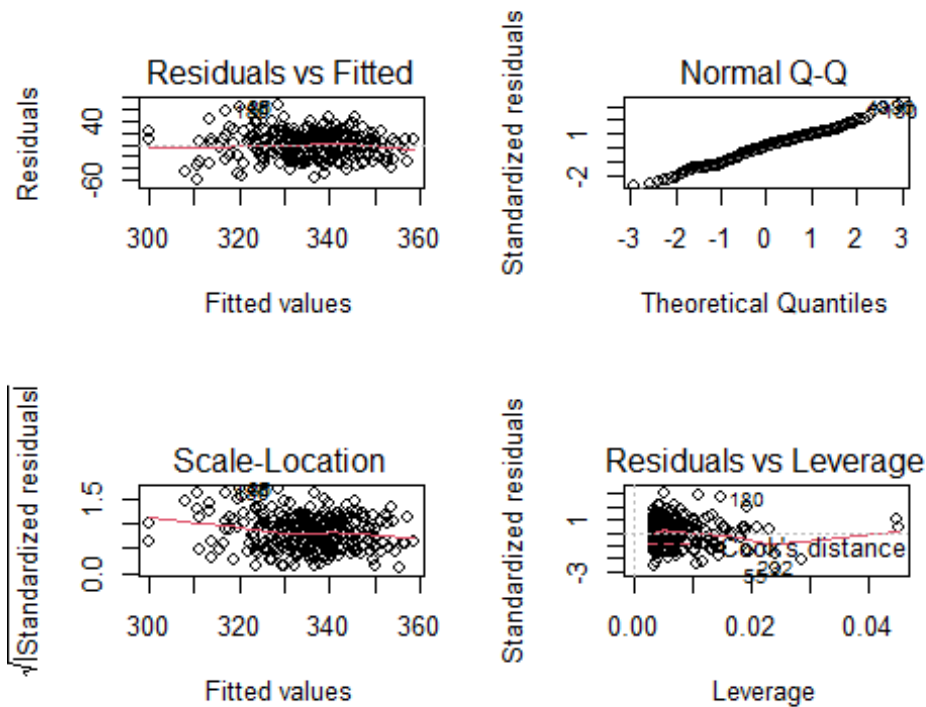 Residuals vs Fitted
Residuals
-60
40
300
320
340
360
Fitted values
Normal Q-Q
Standardized residuals
-2
1
180
-3
-2
-1
0
1
2
3
Theoretical Quantiles
Scale-Location
√|Standardized residuals|
0.0
1.5
300
320
340
360
Fitted values
Residuals vs Leverage
Standardized residuals
-3
1
180
Cook's distance
292
55
0.00
0.02
0.04
Leverage